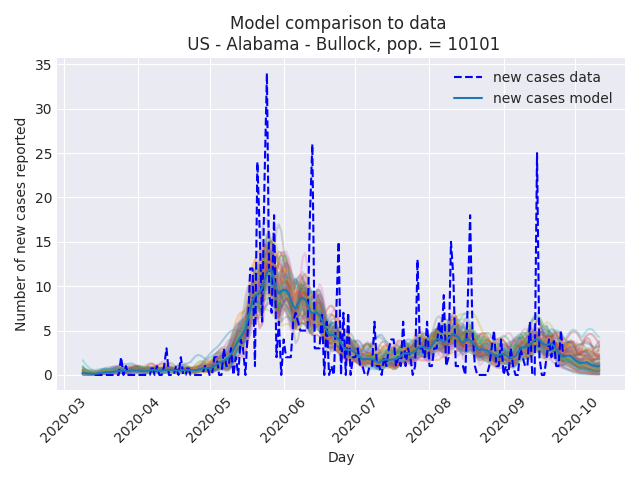 Model comparison to data
US - Alabama - Bullock, pop. = 10101
new cases data
new cases model
Number of new cases reported
35
30
25
20
15
10
5
0
2020-03
2020-04
2020-05
2020-06
2020-07
2020-08
2020-09
2020-10
Day